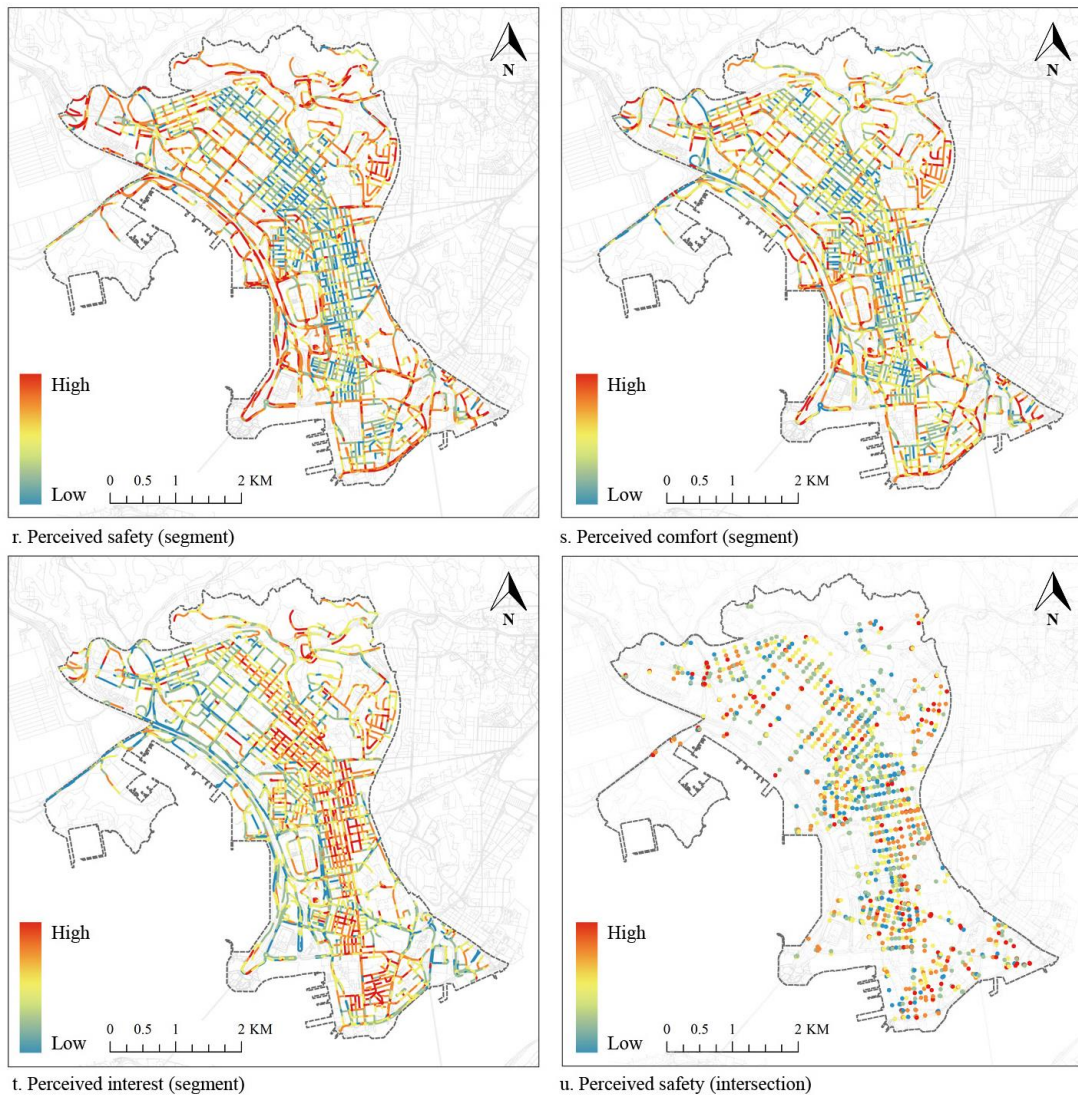 N
High
Low
0 0.5 1 2 KM
r. Perceived safety (segment)
N
High
Low
0 0.5 1 2 KM
s. Perceived comfort (segment)
N
High
Low
0 0.5 1 2 KM
t. Perceived interest (segment)
N
High
Low
0 0.5 1 2 KM
u. Perceived safety (intersection)